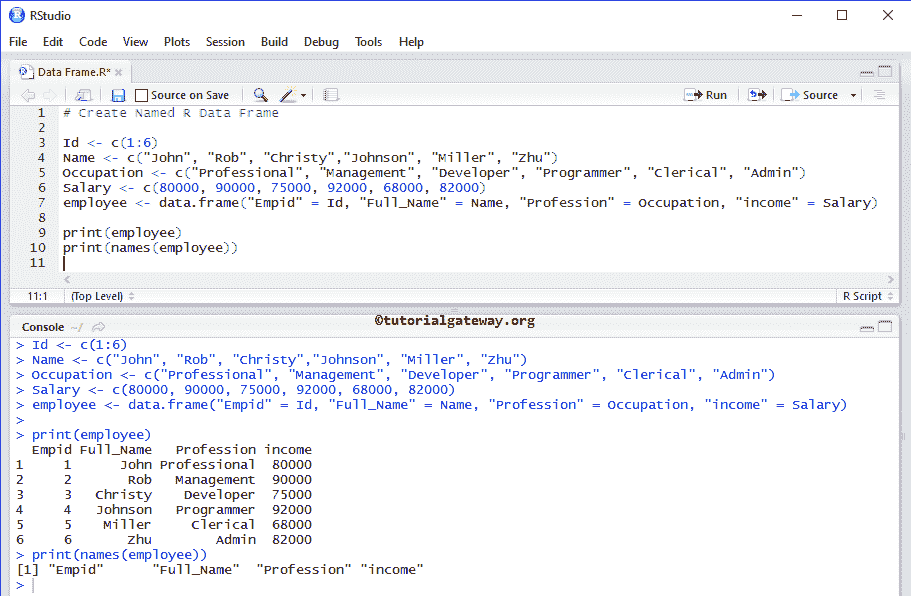 RStudio
File Edit Code View Plots Session Build Debug Tools Help
Data Frame.R*
Source on Save Run Source
1 # Create Named R Data Frame
2
3 Id <- c(1:6)
4 Name <- c("John", "Rob", "Christy","Johnson", "Miller", "Zhu")
5 Occupation <- c("Professional", "Management", "Developer", "Programmer", "Clerical", "Admin")
6 Salary <- c(80000, 90000, 75000, 92000, 68000, 82000)
7 employee <- data.frame("Empid" = Id, "Full_Name" = Name, "Profession" = Occupation, "income" = Salary)
8
9 print(employee)
10 print(names(employee))
11
11:1 (Top Level) R Script
©tutorialgateway.org
Console ~/
> Id <- c(1:6)
> Name <- c("John", "Rob", "Christy","Johnson", "Miller", "Zhu")
> Occupation <- c("Professional", "Management", "Developer", "Programmer", "Clerical", "Admin")
> Salary <- c(80000, 90000, 75000, 92000, 68000, 82000)
> employee <- data.frame("Empid" = Id, "Full_Name" = Name, "Profession" = Occupation, "income" = Salary)
>
> print(employee)
  Empid Full_Name   Profession income
1     1      John Professional  80000
2     2       Rob   Management  90000
3     3   Christy    Developer  75000
4     4   Johnson   Programmer  92000
5     5    Miller     Clerical  68000
6     6       Zhu        Admin  82000
> print(names(employee))
[1] "Empid"      "Full_Name"  "Profession" "income"
>